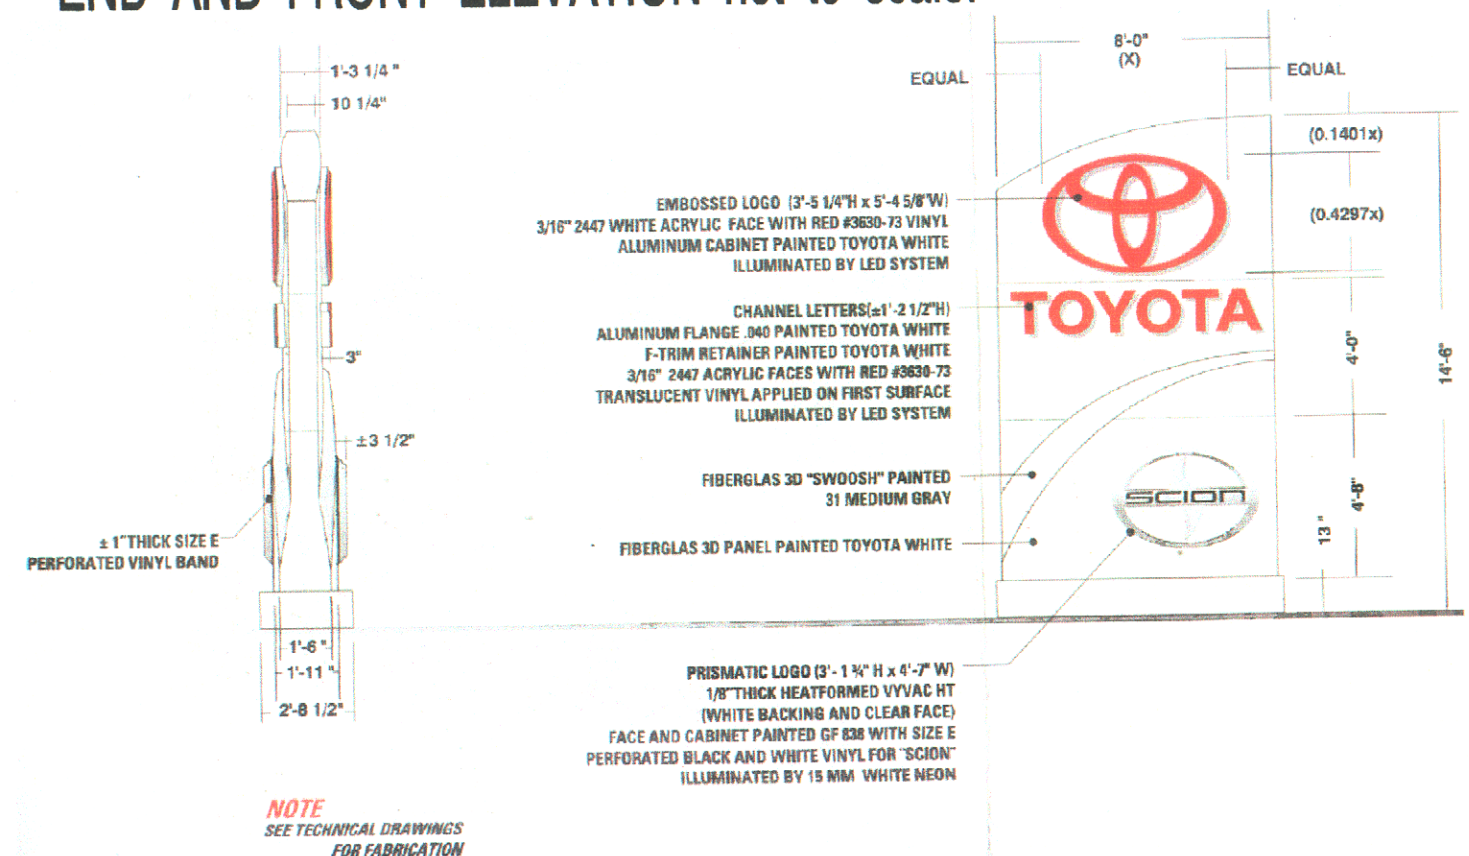 END AND FRONT ELEVATION not to scale.
1'-3 1/4"
10 1/4"
3"
±3 1/2"
± 1"THICK SIZE E
PERFORATED VINYL BAND
1'-6"
1'-11"
2'-8 1/2"
NOTE
SEE TECHNICAL DRAWINGS
FOR FABRICATION
EMBOSSED LOGO (3'-5 1/4"H x 5'-4 5/8"W)
3/16" 2447 WHITE ACRYLIC FACE WITH RED #3630-73 VINYL
ALUMINUM CABINET PAINTED TOYOTA WHITE
ILLUMINATED BY LED SYSTEM
CHANNEL LETTERS(±1'-2 1/2"H)
ALUMINUM FLANGE .040 PAINTED TOYOTA WHITE
F-TRIM RETAINER PAINTED TOYOTA WHITE
3/16" 2447 ACRYLIC FACES WITH RED #3630-73
TRANSLUCENT VINYL APPLIED ON FIRST SURFACE
ILLUMINATED BY LED SYSTEM
FIBERGLAS 3D "SWOOSH" PAINTED
31 MEDIUM GRAY
FIBERGLAS 3D PANEL PAINTED TOYOTA WHITE
PRISMATIC LOGO (3'- 1 ¾" H x 4'-7" W)
1/8"THICK HEATFORMED VYVAC HT
(WHITE BACKING AND CLEAR FACE)
FACE AND CABINET PAINTED GF 838 WITH SIZE E
PERFORATED BLACK AND WHITE VINYL FOR "SCION"
ILLUMINATED BY 15 MM WHITE NEON
8'-0"
(X)
EQUAL
EQUAL
(0.1401x)
(0.4297x)
TOYOTA
4'-0"
14'-6"
SCION
4'-8"
13"